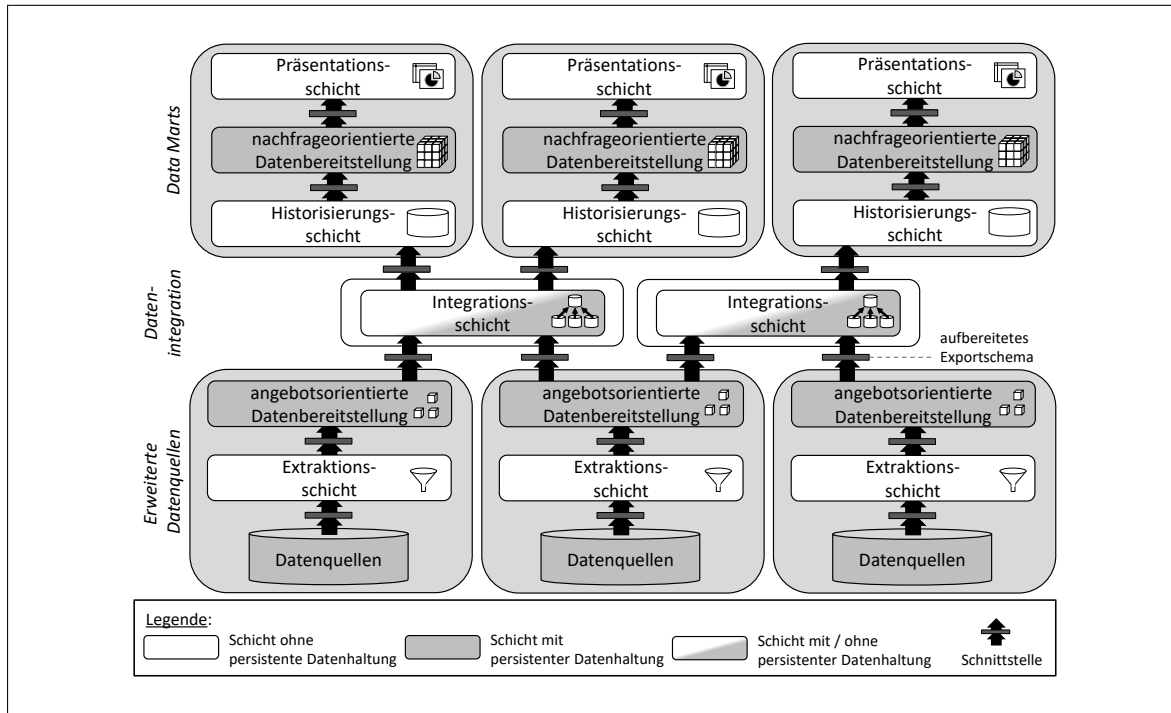 Präsentations-
schicht
Präsentations-
schicht
Präsentations-
schicht
Data Marts
nachfrageorientierte
Datenbereitstellung
nachfrageorientierte
Datenbereitstellung
nachfrageorientierte
Datenbereitstellung
Historisierungs-
schicht
Historisierungs-
schicht
Historisierungs-
schicht
Daten-
integration
Integrations-
schicht
Integrations-
schicht
aufbereitetes
Exportschema
Erweiterte
Datenquellen
angebotsorientierte
Datenbereitstellung
angebotsorientierte
Datenbereitstellung
angebotsorientierte
Datenbereitstellung
Extraktions-
schicht
Extraktions-
schicht
Extraktions-
schicht
Datenquellen
Datenquellen
Datenquellen
Legende:
Schicht ohne
persistente Datenhaltung
Schicht mit
persistenter Datenhaltung
Schicht mit / ohne
persistenter Datenhaltung
Schnittstelle